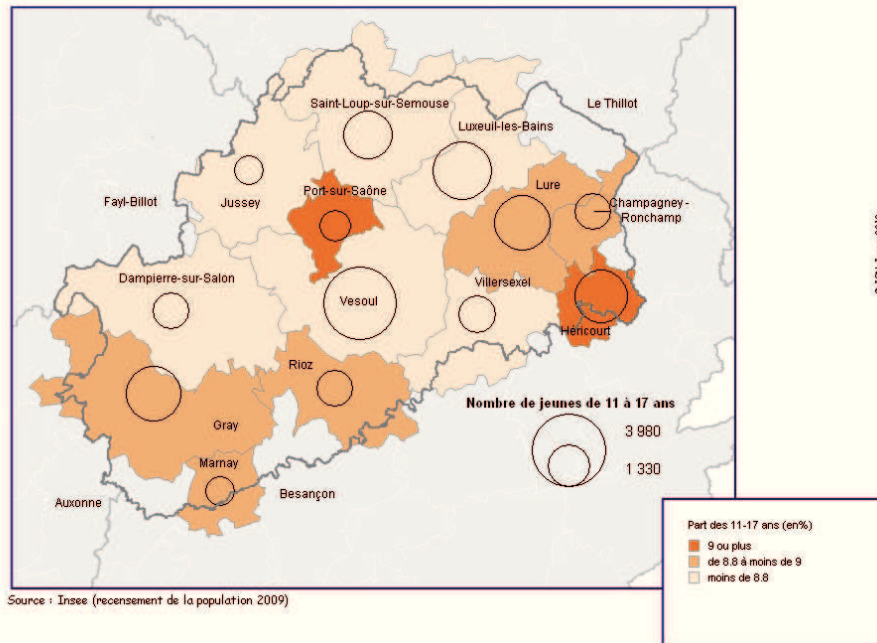 Saint-Loup-sur-Semouse
Le Thillot
Luxeuil-les-Bains
Fayl-Billot
Jussey
Port-sur-Saône
Lure
Champagney-
Ronchamp
Dampierre-sur-Salon
Vesoul
Villersexel
Héricourt
Rioz
Gray
Marnay
Auxonne
Besançon
Nombre de jeunes de 11 à 17 ans
3 980
1 330
Part des 11-17 ans (en%)
9 ou plus
de 8.8 à moins de 9
moins de 8.8
Source : Insee (recensement de la population 2009)